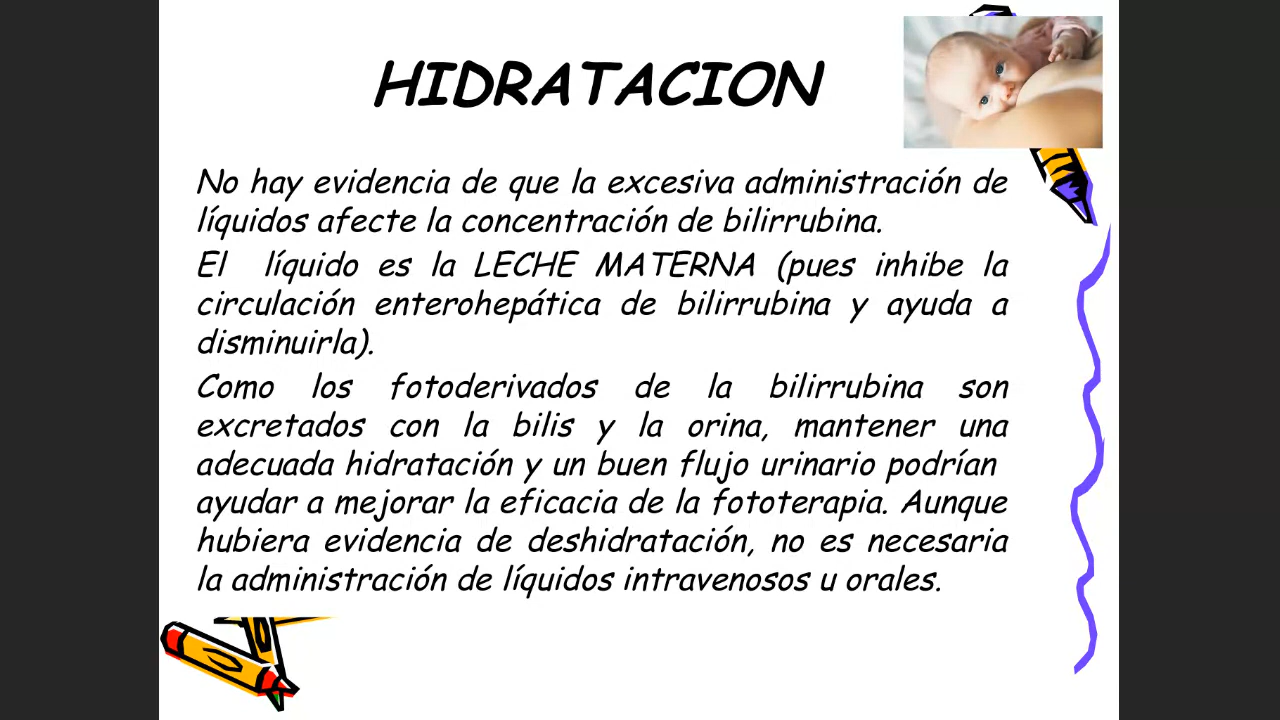 HIDRATACION
No hay evidencia de que la excesiva administración de
líquidos afecte la concentración de bilirrubina.
El líquido es la LECHE MATERNA (pues inhibe la
circulación enterohepática de bilirrubina y ayuda a
disminuirla).
Como los fotoderivados de la bilirrubina son
excretados con la bilis y la orina, mantener una
adecuada hidratación y un buen flujo urinario podrían
ayudar a mejorar la eficacia de la fototerapia. Aunque
hubiera evidencia de deshidratación, no es necesaria
la administración de líquidos intravenosos u orales.